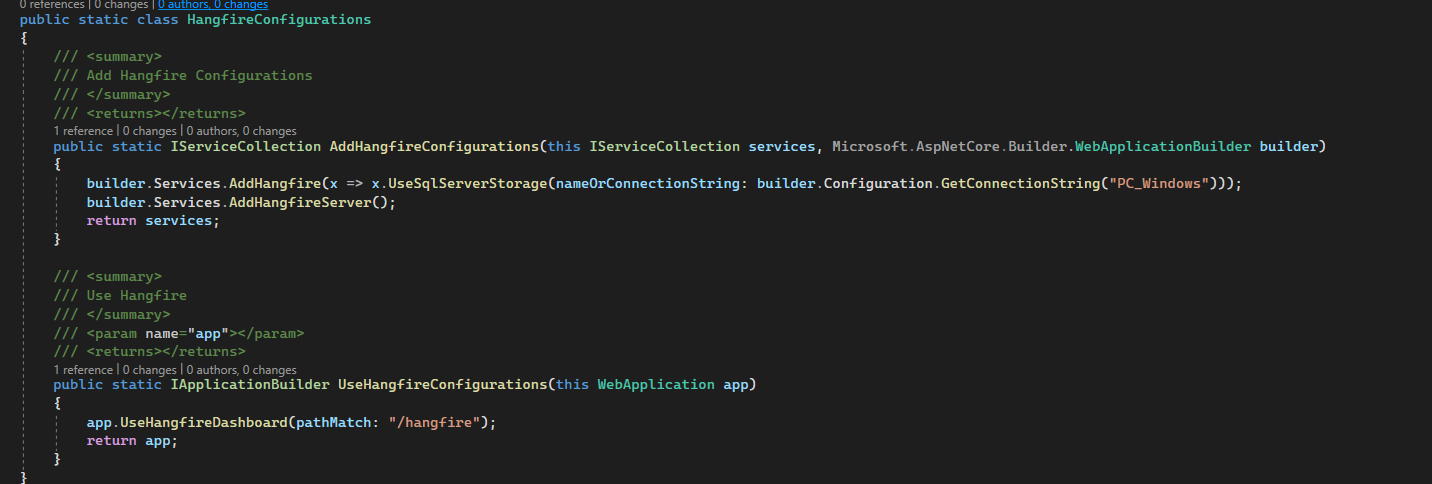 0 references | 0 changes | 0 authors, 0 changes
public static class HangfireConfigurations
{
/// <summary>
/// Add Hangfire Configurations
/// </summary>
/// <returns></returns>
1 reference | 0 changes | 0 authors, 0 changes
public static IServiceCollection AddHangfireConfigurations(this IServiceCollection services, Microsoft.AspNetCore.Builder.WebApplicationBuilder builder)
{
builder.Services.AddHangfire(x => x.UseSqlServerStorage(nameOrConnectionString: builder.Configuration.GetConnectionString("PC_Windows")));
builder.Services.AddHangfireServer();
return services;
}
/// <summary>
/// Use Hangfire
/// </summary>
/// <param name="app"></param>
/// <returns></returns>
1 reference | 0 changes | 0 authors, 0 changes
public static IApplicationBuilder UseHangfireConfigurations(this WebApplication app)
{
app.UseHangfireDashboard(pathMatch: "/hangfire");
return app;
}
}